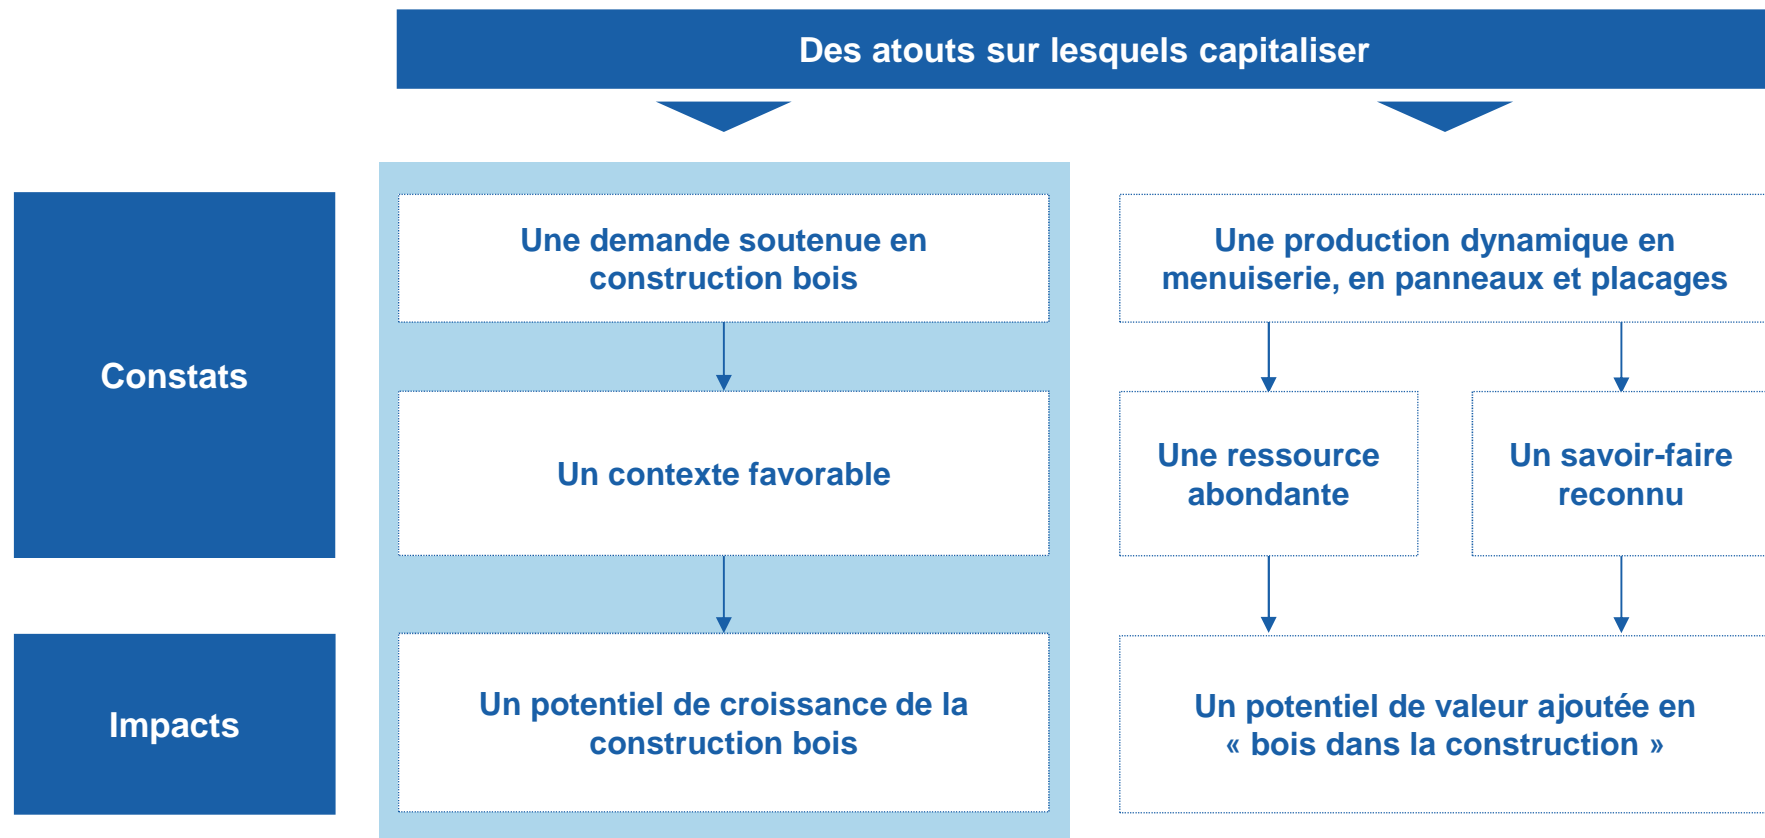 Des atouts sur lesquels capitaliser
Constats
Une demande soutenue en
construction bois
Une production dynamique en
menuiserie, en panneaux et placages
Un contexte favorable
Une ressource
abondante
Un savoir-faire
reconnu
Impacts
Un potentiel de croissance de la
construction bois
Un potentiel de valeur ajoutée en
« bois dans la construction »